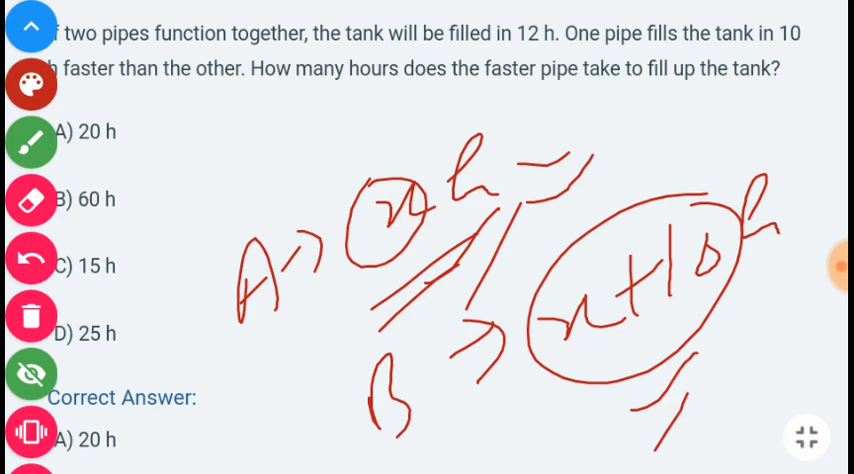 f two pipes function together, the tank will be filled in 12 h. One pipe fills the tank in 10
h faster than the other. How many hours does the faster pipe take to fill up the tank?
A) 20 h
B) 60 h
C) 15 h
D) 25 h
A → x h
B → x+10 h
Correct Answer:
A) 20 h